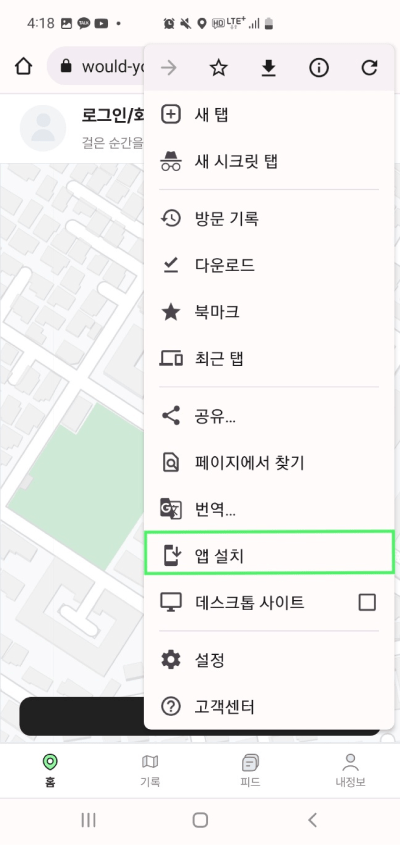 4:18
HD LTE+
would-yo
로그인/회
걸은 순간을
새 탭
새 시크릿 탭
방문 기록
다운로드
북마크
최근 탭
공유...
페이지에서 찾기
번역...
앱 설치
데스크톱 사이트
설정
고객센터
홈
기록
피드
내정보